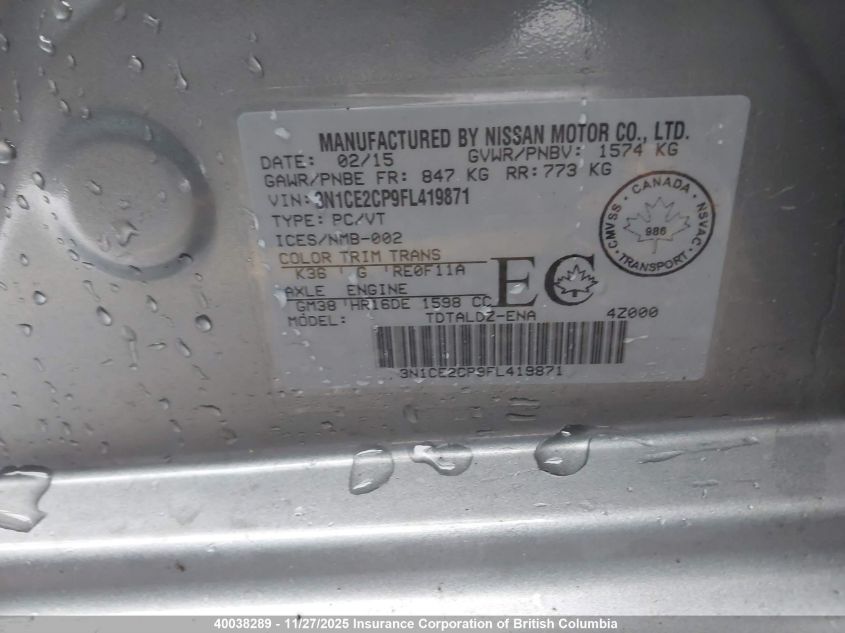 MANUFACTURED BY NISSAN MOTOR CO., LTD.
DATE: 02/15 GVWR/PNBV: 1574 KG
GAWR/PNBE FR: 847 KG RR: 773 KG
VIN: 3N1CE2CP9FL419871
TYPE: PC/VT
ICES/NMB-002
COLOR TRIM TRANS
K36 G RE0F11A
AXLE ENGINE
GM38 HR16DE 1598 CC
MODEL: TDTALDZ-ENA 4Z000
EC
CANADA
CMVSS NSVAC
986
TRANSPORT
3N1CE2CP9FL419871
40038289 - 11/27/2025 Insurance Corporation of British Columbia